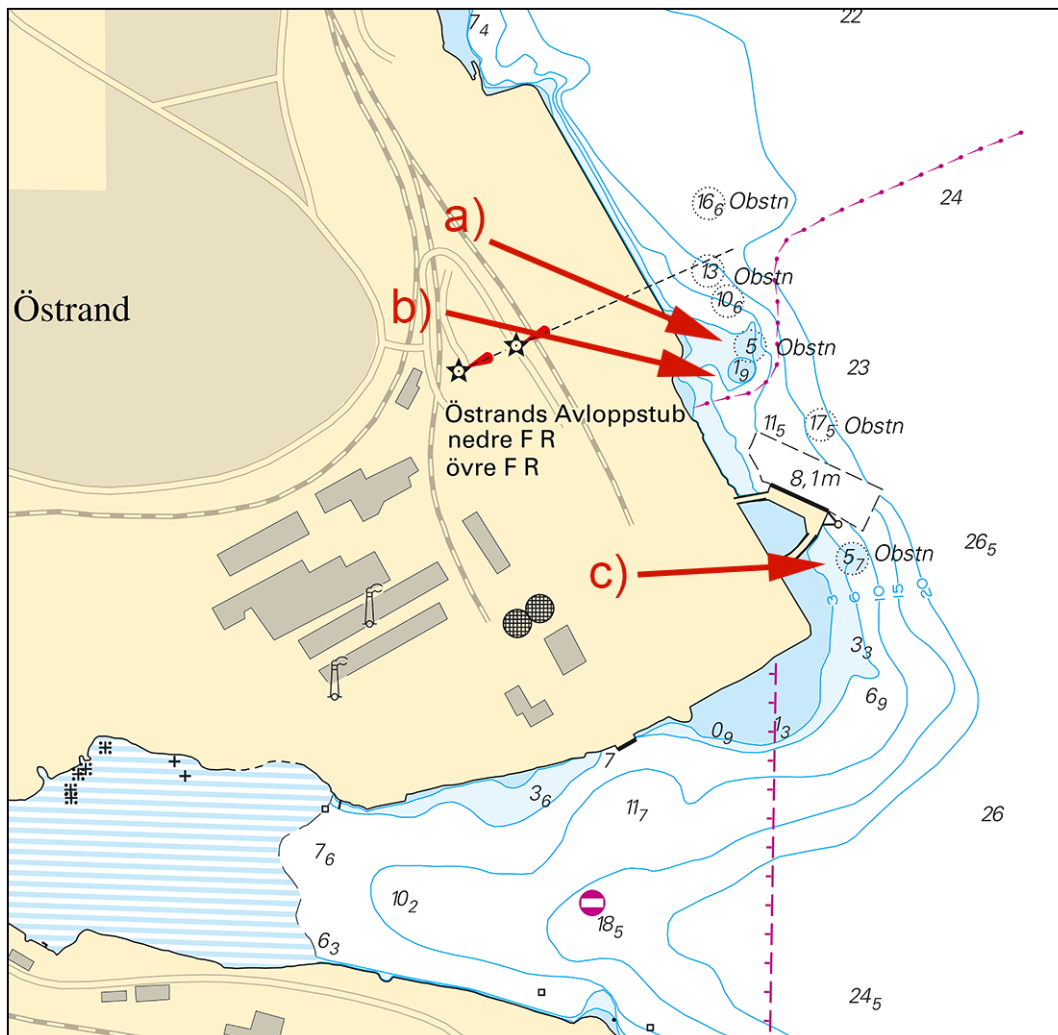 22
7₄
16₆ Obstn
24
a)
13 Obstn
10₆
Östrand
b)
5 Obstn
1₉
23
Östrands Avloppstub
nedre F R
övre F R
11₅
17₅ Obstn
8,1m
26₅
c)
5₇ Obstn
3
6
10
15
20
3₃
6₉
0₉
1₃
7
3₆
11₇
26
7₆
10₂
18₅
6₃
24₅